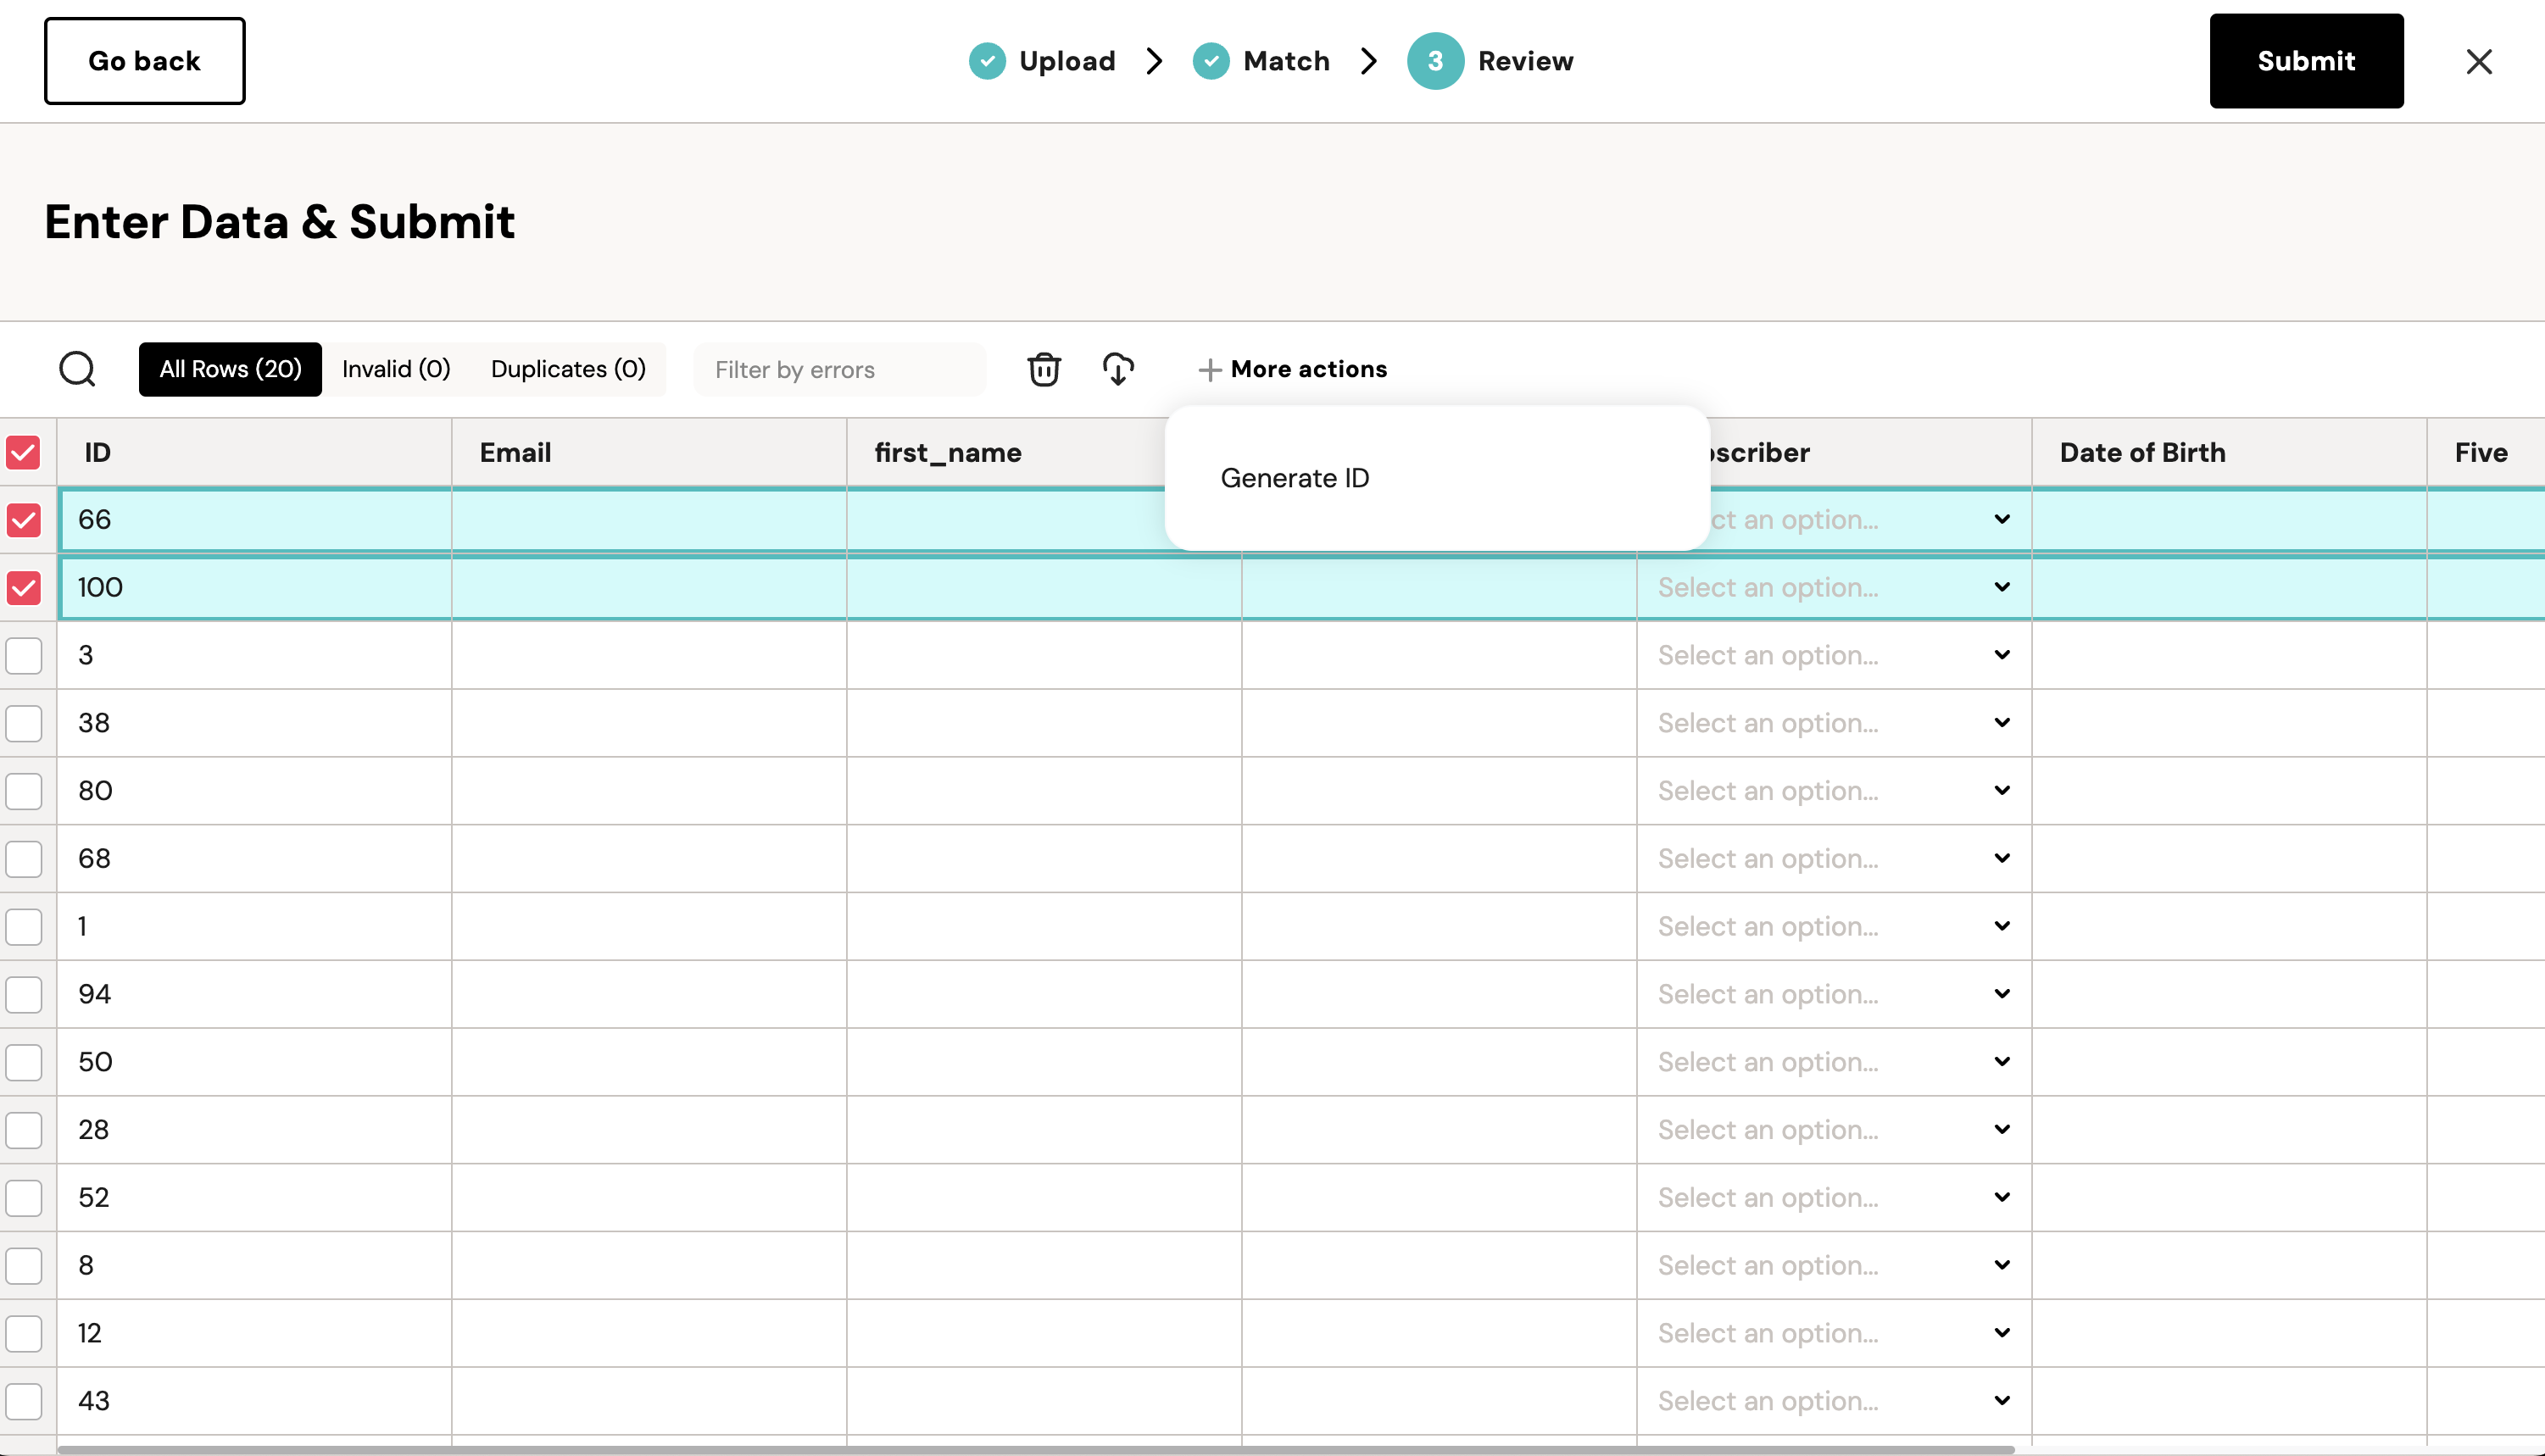 Go back
Upload
Match
3 Review
Submit
Enter Data & Submit
All Rows (20)
Invalid (0)
Duplicates (0)
Filter by errors
More actions
Generate ID
ID
Email
first_name
scriber
Date of Birth
Five
66
ct an option...
100
Select an option...
3
Select an option...
38
Select an option...
80
Select an option...
68
Select an option...
1
Select an option...
94
Select an option...
50
Select an option...
28
Select an option...
52
Select an option...
8
Select an option...
12
Select an option...
43
Select an option...